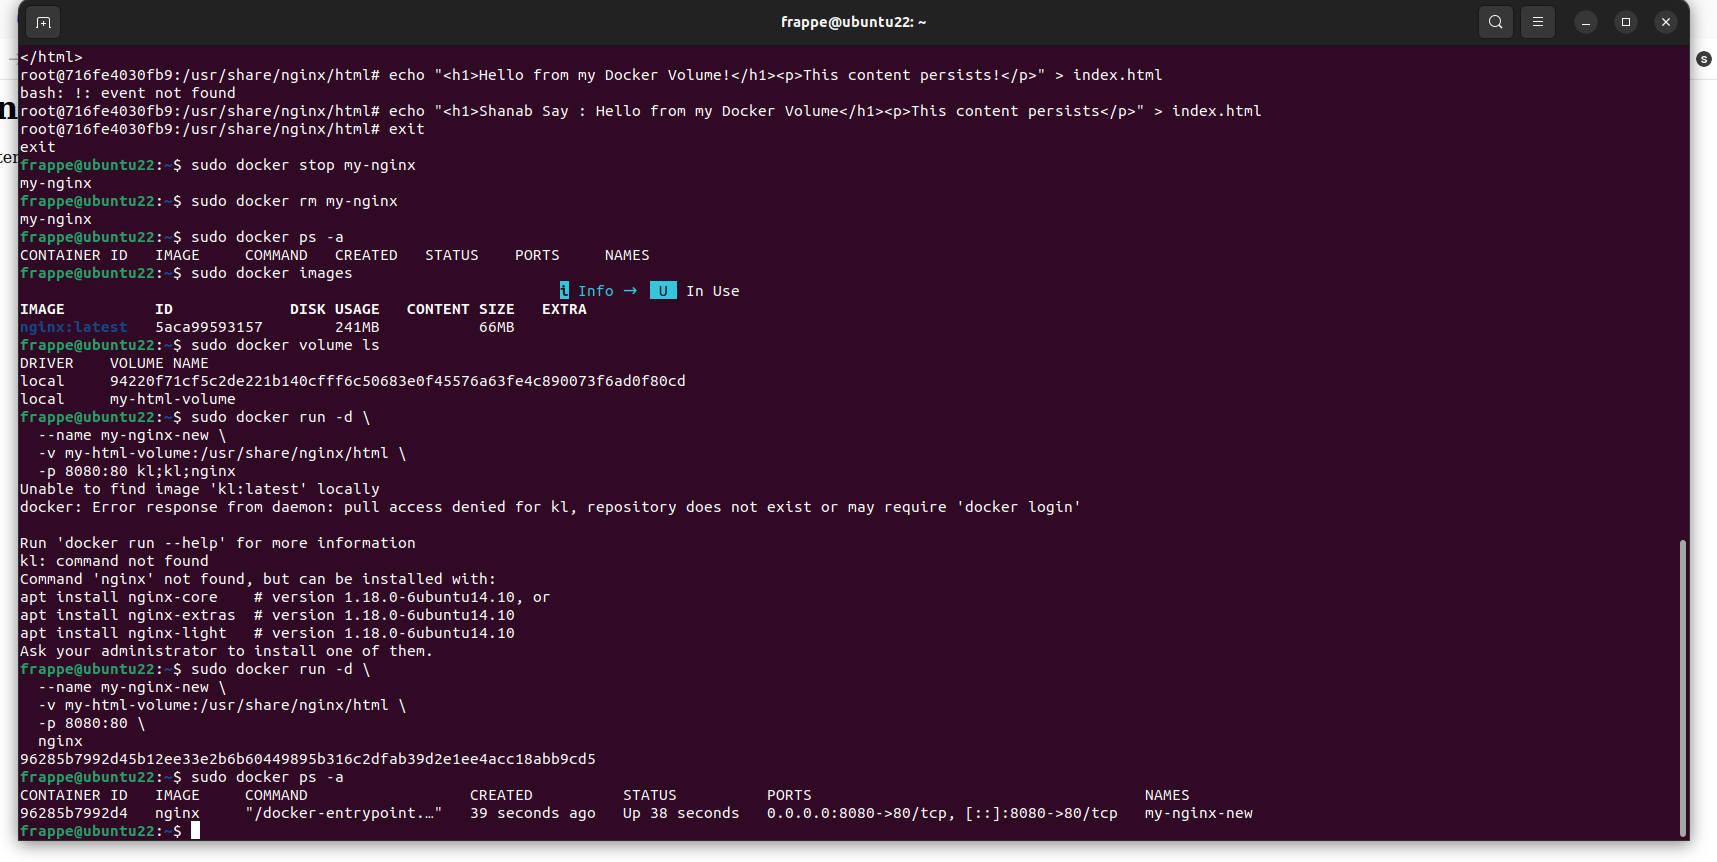 frappe@ubuntu22: ~
</html>
root@716fe4030fb9:/usr/share/nginx/html# echo "<h1>Hello from my Docker Volume!</h1><p>This content persists!</p>" > index.html
bash: !: event not found
root@716fe4030fb9:/usr/share/nginx/html# echo "<h1>Shanab Say : Hello from my Docker Volume</h1><p>This content persists</p>" > index.html
root@716fe4030fb9:/usr/share/nginx/html# exit
exit
frappe@ubuntu22:~$ sudo docker stop my-nginx
my-nginx
frappe@ubuntu22:~$ sudo docker rm my-nginx
my-nginx
frappe@ubuntu22:~$ sudo docker ps -a
CONTAINER ID   IMAGE     COMMAND   CREATED   STATUS    PORTS     NAMES
frappe@ubuntu22:~$ sudo docker images
i Info →   U  In Use
IMAGE          ID             DISK USAGE   CONTENT SIZE   EXTRA
nginx:latest   5aca99593157        241MB           66MB
frappe@ubuntu22:~$ sudo docker volume ls
DRIVER    VOLUME NAME
local     94220f71cf5c2de221b140cfff6c50683e0f45576a63fe4c890073f6ad0f80cd
local     my-html-volume
frappe@ubuntu22:~$ sudo docker run -d \
  --name my-nginx-new \
  -v my-html-volume:/usr/share/nginx/html \
  -p 8080:80 kl;kl;nginx
Unable to find image 'kl:latest' locally
docker: Error response from daemon: pull access denied for kl, repository does not exist or may require 'docker login'
Run 'docker run --help' for more information
kl: command not found
Command 'nginx' not found, but can be installed with:
apt install nginx-core    # version 1.18.0-6ubuntu14.10, or
apt install nginx-extras  # version 1.18.0-6ubuntu14.10
apt install nginx-light   # version 1.18.0-6ubuntu14.10
Ask your administrator to install one of them.
frappe@ubuntu22:~$ sudo docker run -d \
  --name my-nginx-new \
  -v my-html-volume:/usr/share/nginx/html \
  -p 8080:80 \
  nginx
96285b7992d45b12ee33e2b6b60449895b316c2dfab39d2e1ee4acc18abb9cd5
frappe@ubuntu22:~$ sudo docker ps -a
CONTAINER ID   IMAGE     COMMAND                  CREATED          STATUS          PORTS                                     NAMES
96285b7992d4   nginx     "/docker-entrypoint.…"   39 seconds ago   Up 38 seconds   0.0.0.0:8080->80/tcp, [::]:8080->80/tcp   my-nginx-new
frappe@ubuntu22:~$